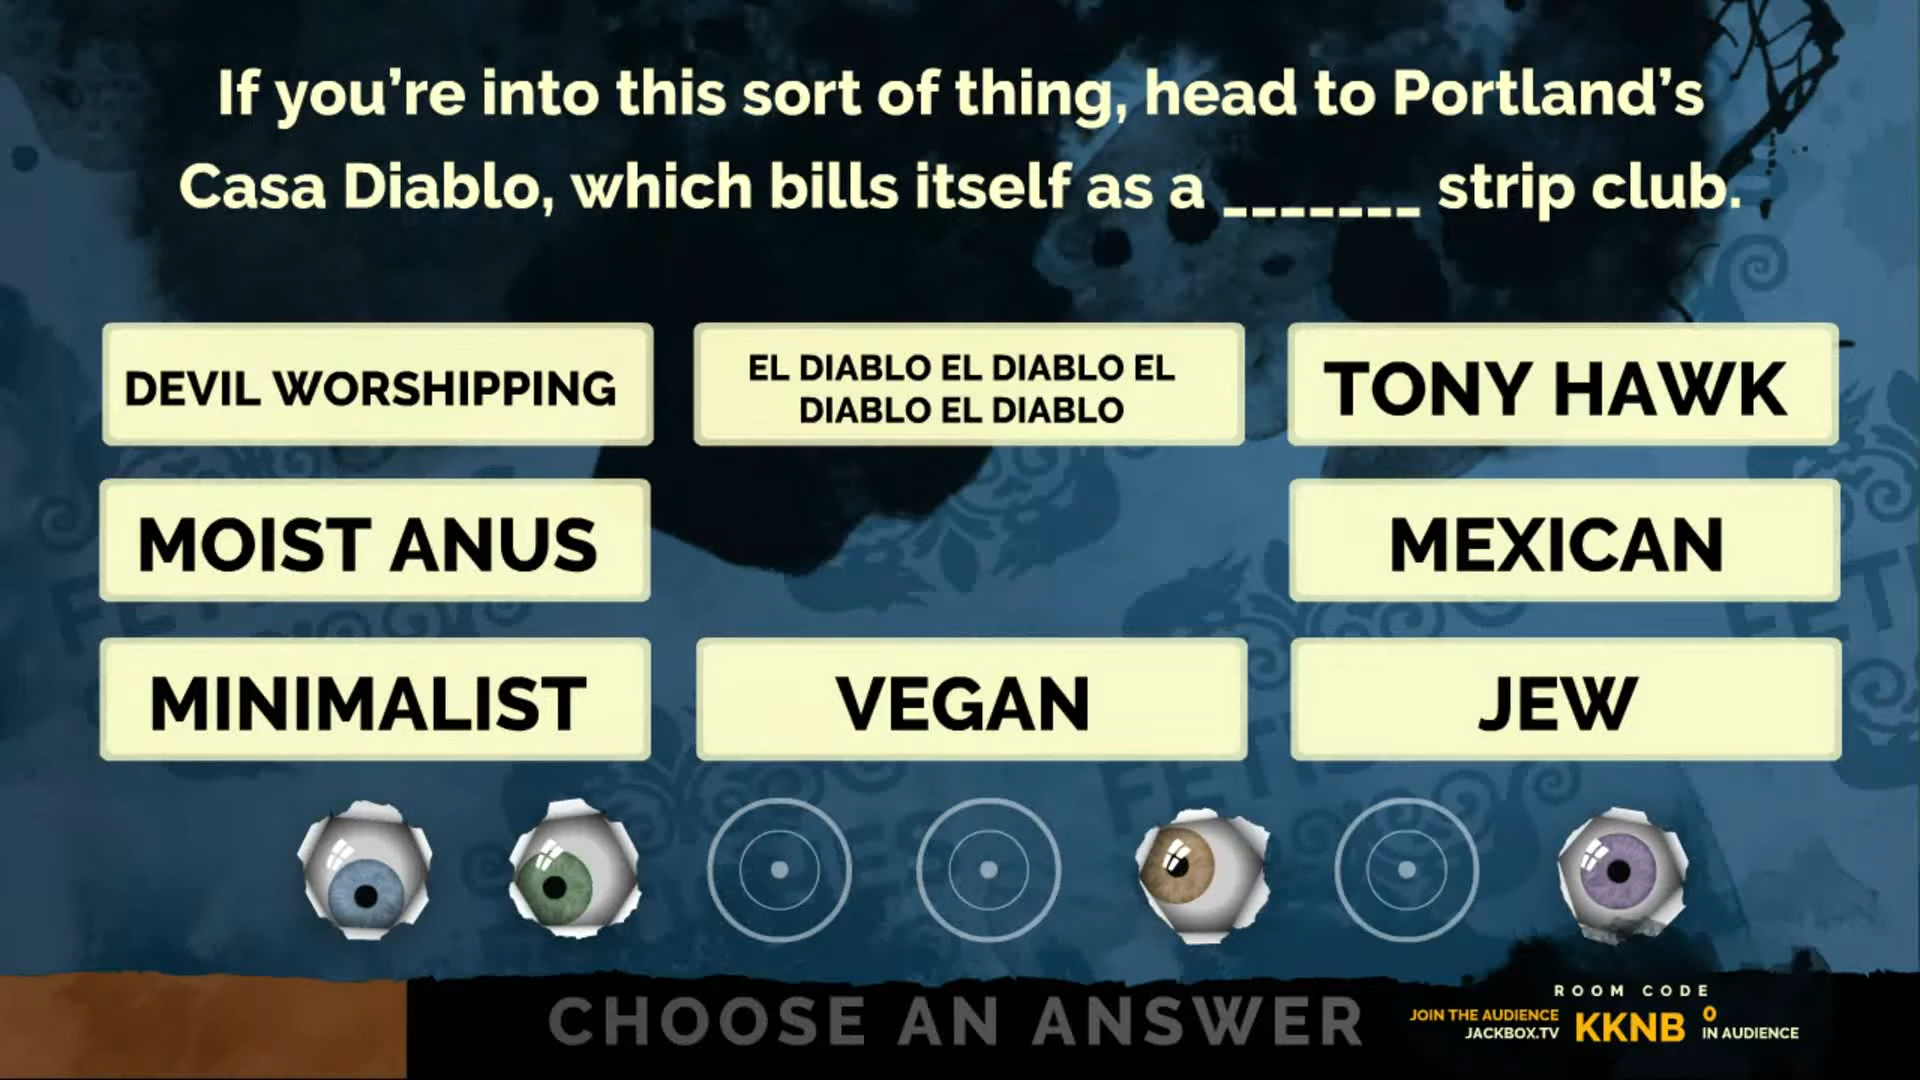 If you're into this sort of thing, head to Portland's
Casa Diablo, which bills itself as a _______ strip club.
DEVIL WORSHIPPING
EL DIABLO EL DIABLO EL
DIABLO EL DIABLO
TONY HAWK
MOIST ANUS
MEXICAN
MINIMALIST
VEGAN
JEW
CHOOSE AN ANSWER
ROOM CODE
JOIN THE AUDIENCE
JACKBOX.TV
KKNB
0
IN AUDIENCE